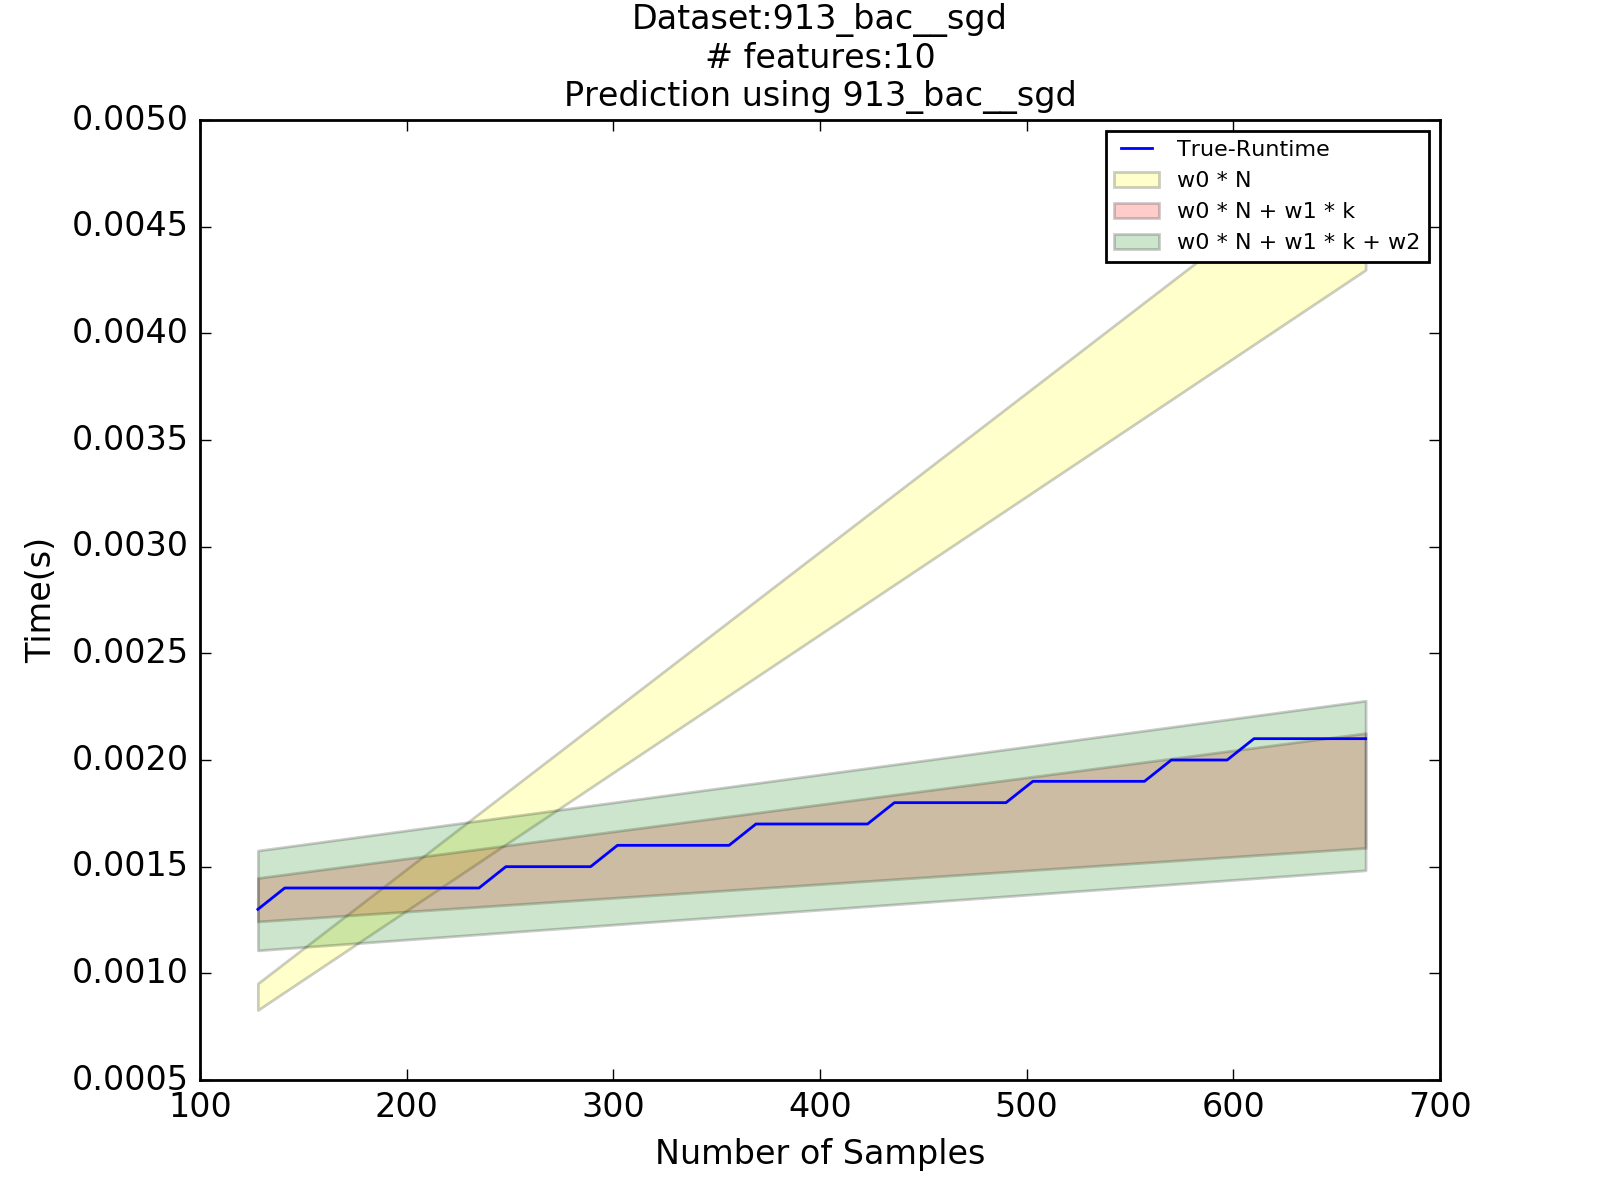 Dataset:913_bac__sgd
# features:10
Prediction using 913_bac__sgd
0.0050
0.0045
0.0040
0.0035
0.0030
0.0025
0.0020
0.0015
0.0010
0.0005
Time(s)
True-Runtime
w0 * N
w0 * N + w1 * k
w0 * N + w1 * k + w2
100 200 300 400 500 600 700
Number of Samples